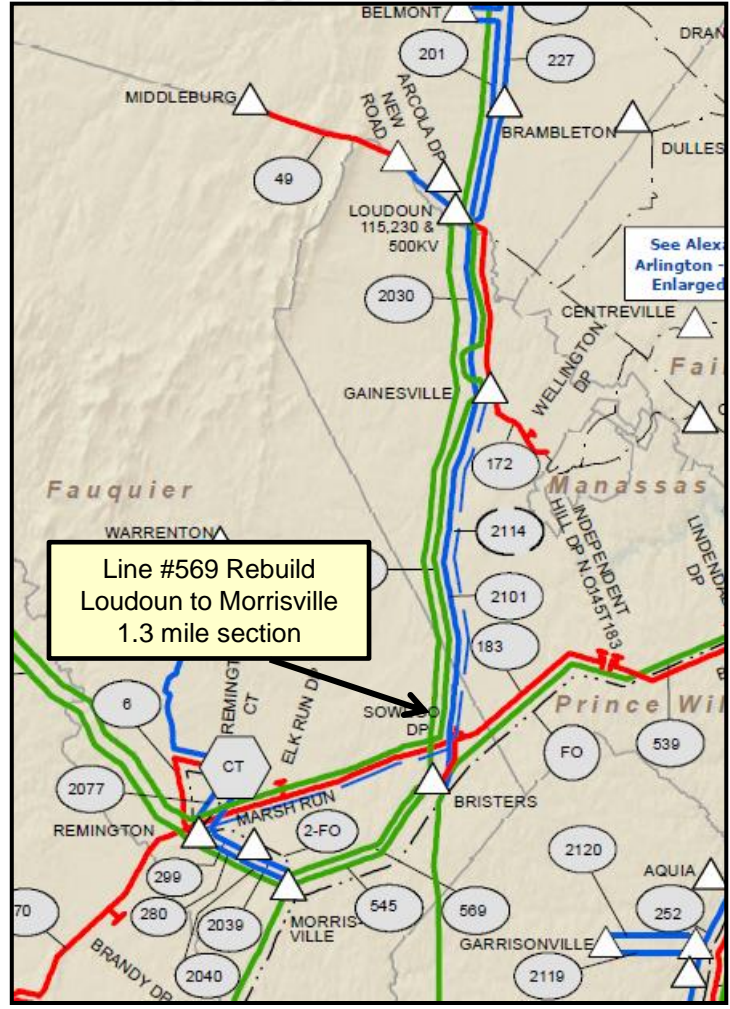 BELMONT
DRAN
201
227
MIDDLEBURG
ARCOLA DP
NEW
ROAD
BRAMBLETON
DULLES
49
LOUDOUN
115,230 &
500KV
See Alexa
Arlington -
Enlarged
2030
CENTREVILLE
WELLINGTON
DP
Fai
GAINESVILLE
172
Fauquier
Manassas
WARRENTON
2114
INDEPENDENT
HILL DP N.O145T183
LINDENDA
DP
Line #569 Rebuild
Loudoun to Morrisville
1.3 mile section
2101
183
REMINGT
CT
ELK RUN DP
6
SOWE
DP
Prince Wil
539
CT
FO
2077
BRISTERS
MARSH RUN
REMINGTON
2-FO
2120
299
AQUIA
280
2039
545
569
252
70
MORRIS-
VILLE
GARRISONVILLE
BRANDY DP
2040
2119